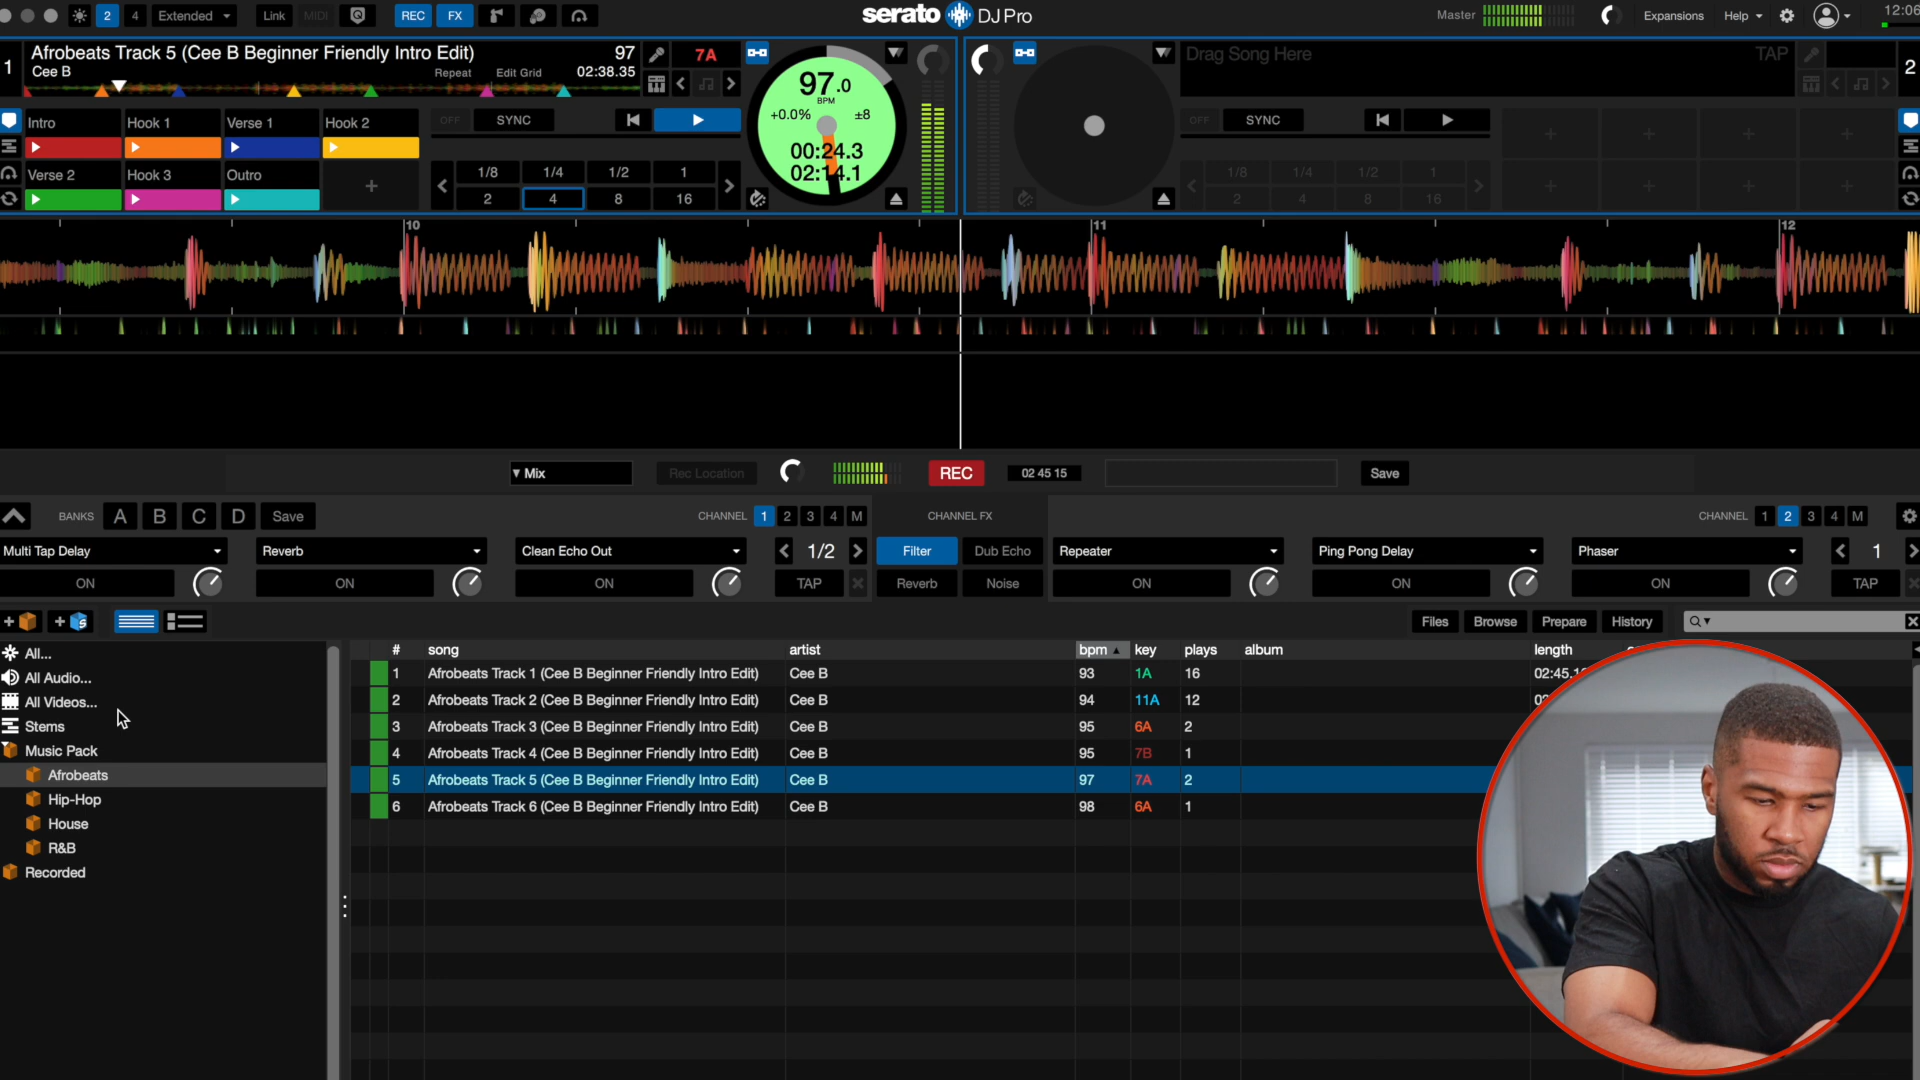 2 4 Extended Link MIDI REC FX serato DJ Pro Master Expansions Help 12:06
1 Afrobeats Track 5 (Cee B Beginner Friendly Intro Edit) 97 7A
Cee B Repeat Edit Grid 02:38.35
Drag Song Here TAP 2
97.0
BPM
+0.0% ±8
00:24.3
02:14.1
Intro Hook 1 Verse 1 Hook 2 OFF SYNC
Verse 2 Hook 3 Outro
1/8 1/4 1/2 1
2 4 8 16
OFF SYNC
1/8 1/4 1/2 1
2 4 8 16
10 11 12
Mix Rec Location REC 02 45 15 Save
BANKS A B C D Save CHANNEL 1 2 3 4 M CHANNEL FX CHANNEL 1 2 3 4 M
Multi Tap Delay Reverb Clean Echo Out 1/2 Filter Dub Echo Repeater Ping Pong Delay Phaser 1
ON ON ON TAP Reverb Noise ON ON ON TAP
Files Browse Prepare History
All...
All Audio...
All Videos...
Stems
Music Pack
Afrobeats
Hip-Hop
House
R&B
Recorded
# song artist bpm key plays album length
1 Afrobeats Track 1 (Cee B Beginner Friendly Intro Edit) Cee B 93 1A 16
2 Afrobeats Track 2 (Cee B Beginner Friendly Intro Edit) Cee B 94 11A 12
3 Afrobeats Track 3 (Cee B Beginner Friendly Intro Edit) Cee B 95 6A 2
4 Afrobeats Track 4 (Cee B Beginner Friendly Intro Edit) Cee B 95 7B 1
5 Afrobeats Track 5 (Cee B Beginner Friendly Intro Edit) Cee B 97 7A 2
6 Afrobeats Track 6 (Cee B Beginner Friendly Intro Edit) Cee B 98 6A 1